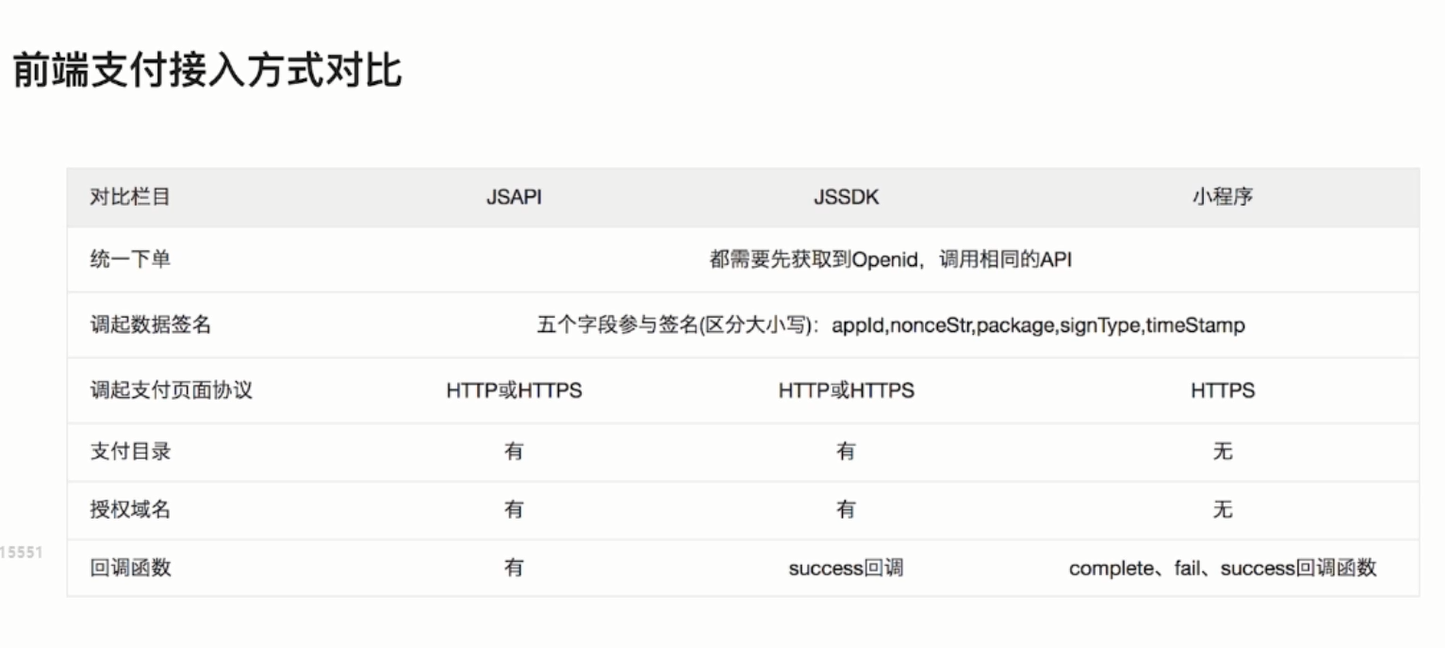 前端支付接入方式对比
对比栏目 JSAPI JSSDK 小程序
统一下单 都需要先获取到Openid，调用相同的API
调起数据签名 五个字段参与签名(区分大小写)：appId,nonceStr,package,signType,timeStamp
调起支付页面协议 HTTP或HTTPS HTTP或HTTPS HTTPS
支付目录 有 有 无
授权域名 有 有 无
15551
回调函数 有 success回调 complete、fail、success回调函数